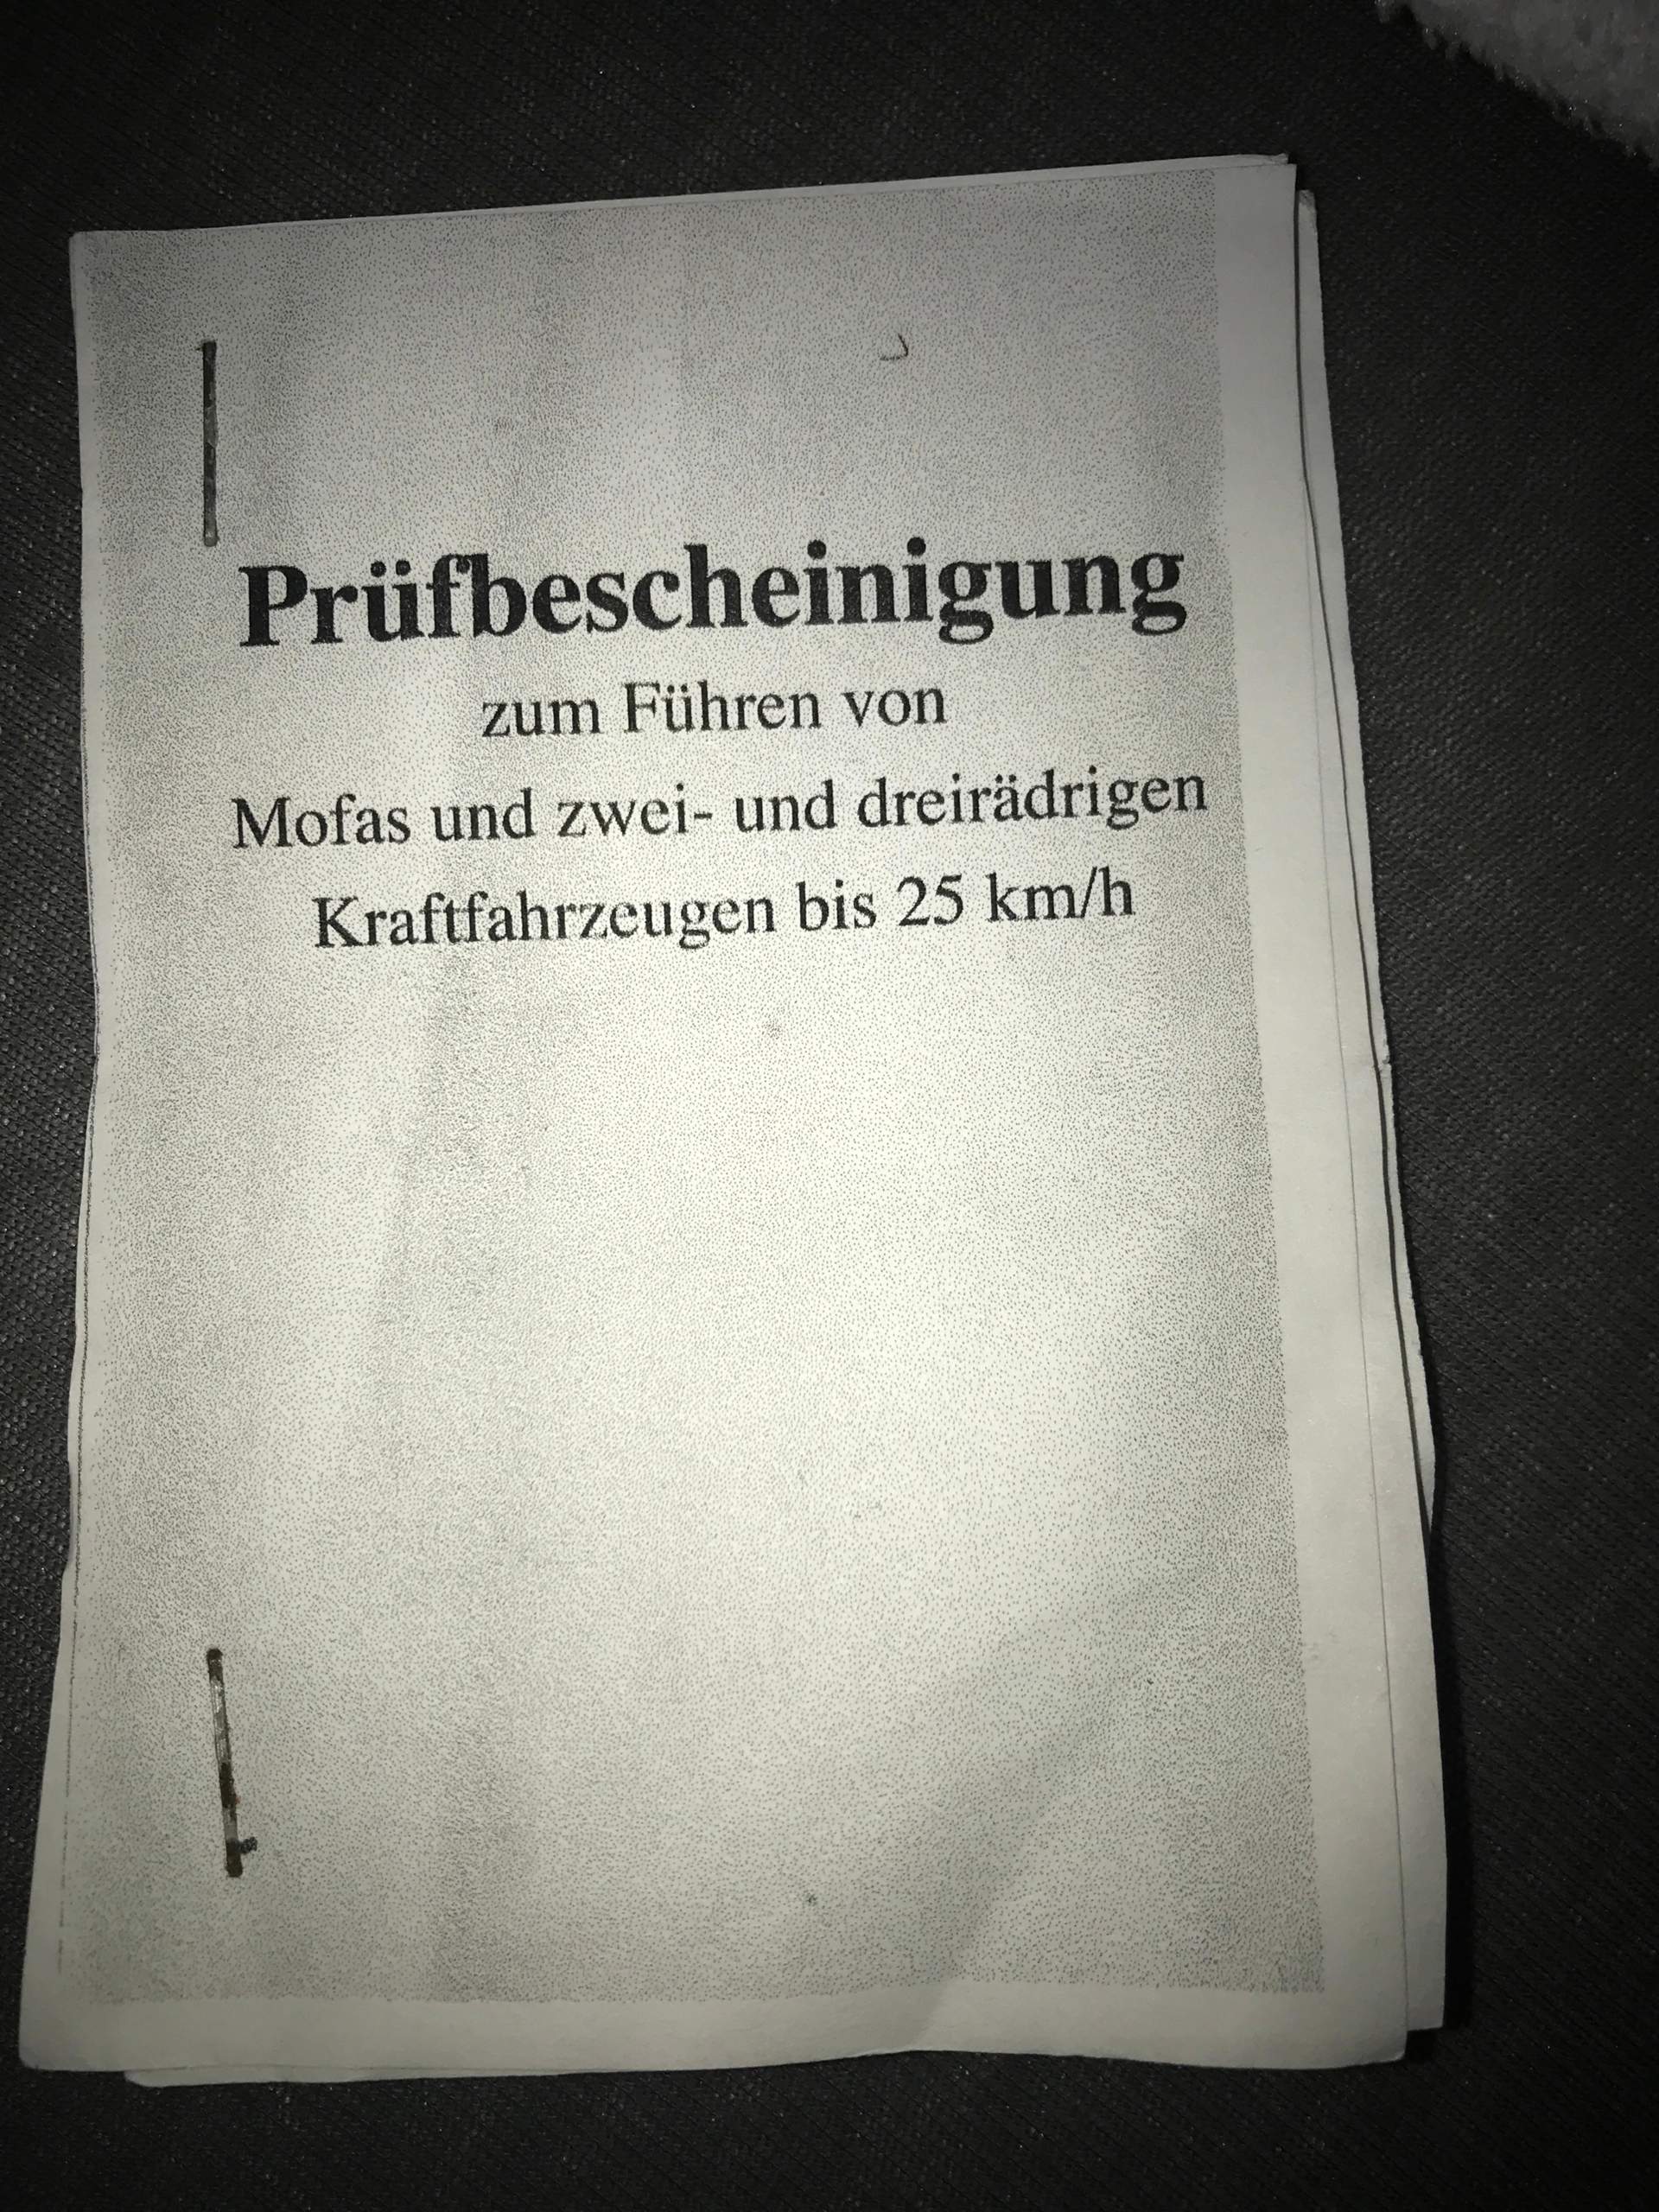 Prüfbescheinigung
zum Führen von
Mofas und zwei- und dreirädrigen
Kraftfahrzeugen bis 25 km/h